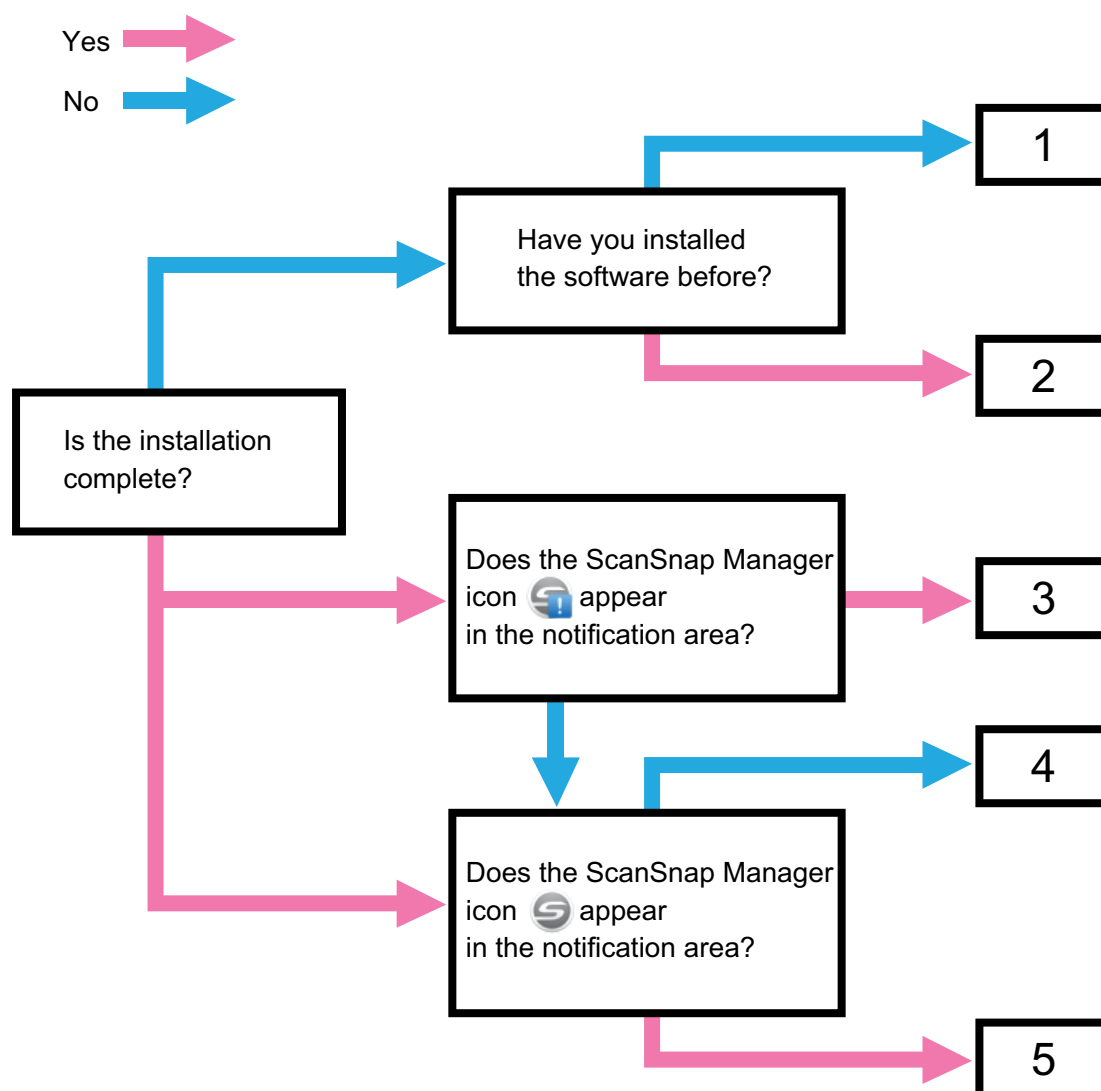 Yes
No
1
Have you installed
the software before?
2
Is the installation
complete?
Does the ScanSnap Manager
icon appear
in the notification area?
3
4
Does the ScanSnap Manager
icon appear
in the notification area?
5